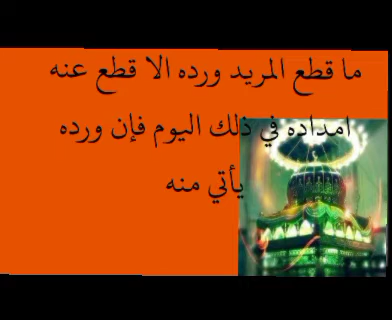 ما قطع المريد ورده الا قطع عنه
امداده في ذلك اليوم فإن ورده
يأتي منه